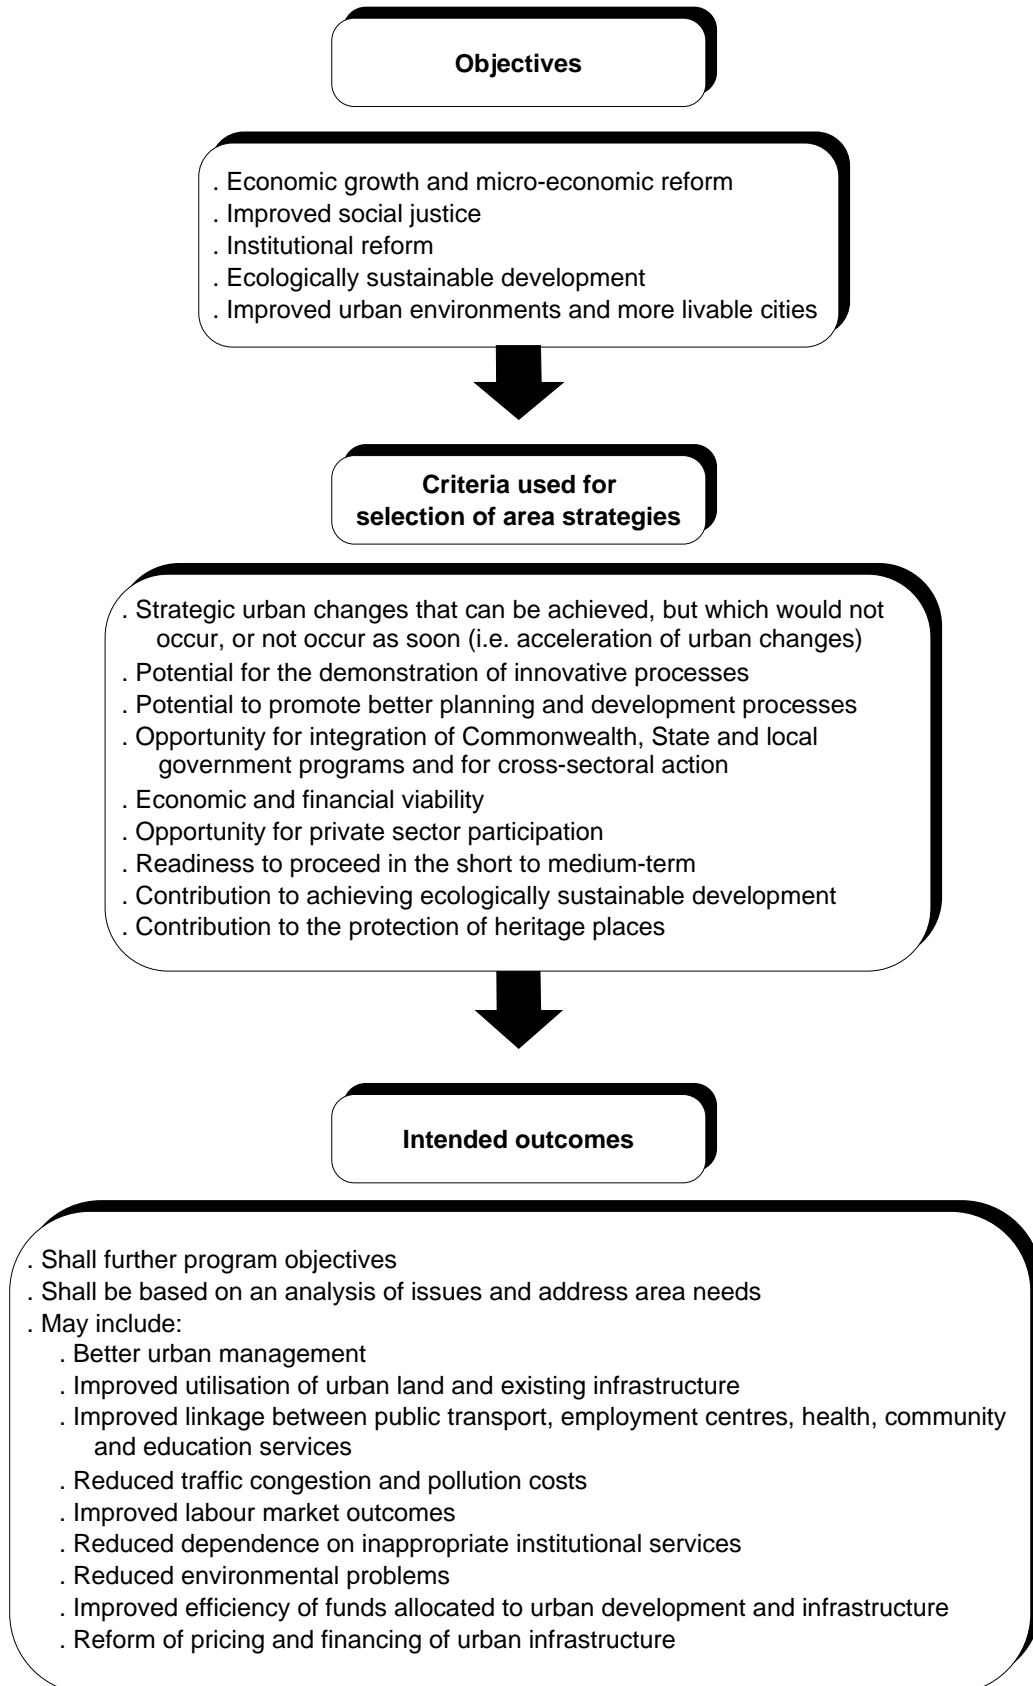 Objectives
. Economic growth and micro-economic reform
. Improved social justice
. Institutional reform
. Ecologically sustainable development
. Improved urban environments and more livable cities
Criteria used for
selection of area strategies
. Strategic urban changes that can be achieved, but which would not
occur, or not occur as soon (i.e. acceleration of urban changes)
. Potential for the demonstration of innovative processes
. Potential to promote better planning and development processes
. Opportunity for integration of Commonwealth, State and local
government programs and for cross-sectoral action
. Economic and financial viability
. Opportunity for private sector participation
. Readiness to proceed in the short to medium-term
. Contribution to achieving ecologically sustainable development
. Contribution to the protection of heritage places
Intended outcomes
. Shall further program objectives
. Shall be based on an analysis of issues and address area needs
. May include:
. Better urban management
. Improved utilisation of urban land and existing infrastructure
. Improved linkage between public transport, employment centres, health, community
and education services
. Reduced traffic congestion and pollution costs
. Improved labour market outcomes
. Reduced dependence on inappropriate institutional services
. Reduced environmental problems
. Improved efficiency of funds allocated to urban development and infrastructure
. Reform of pricing and financing of urban infrastructure